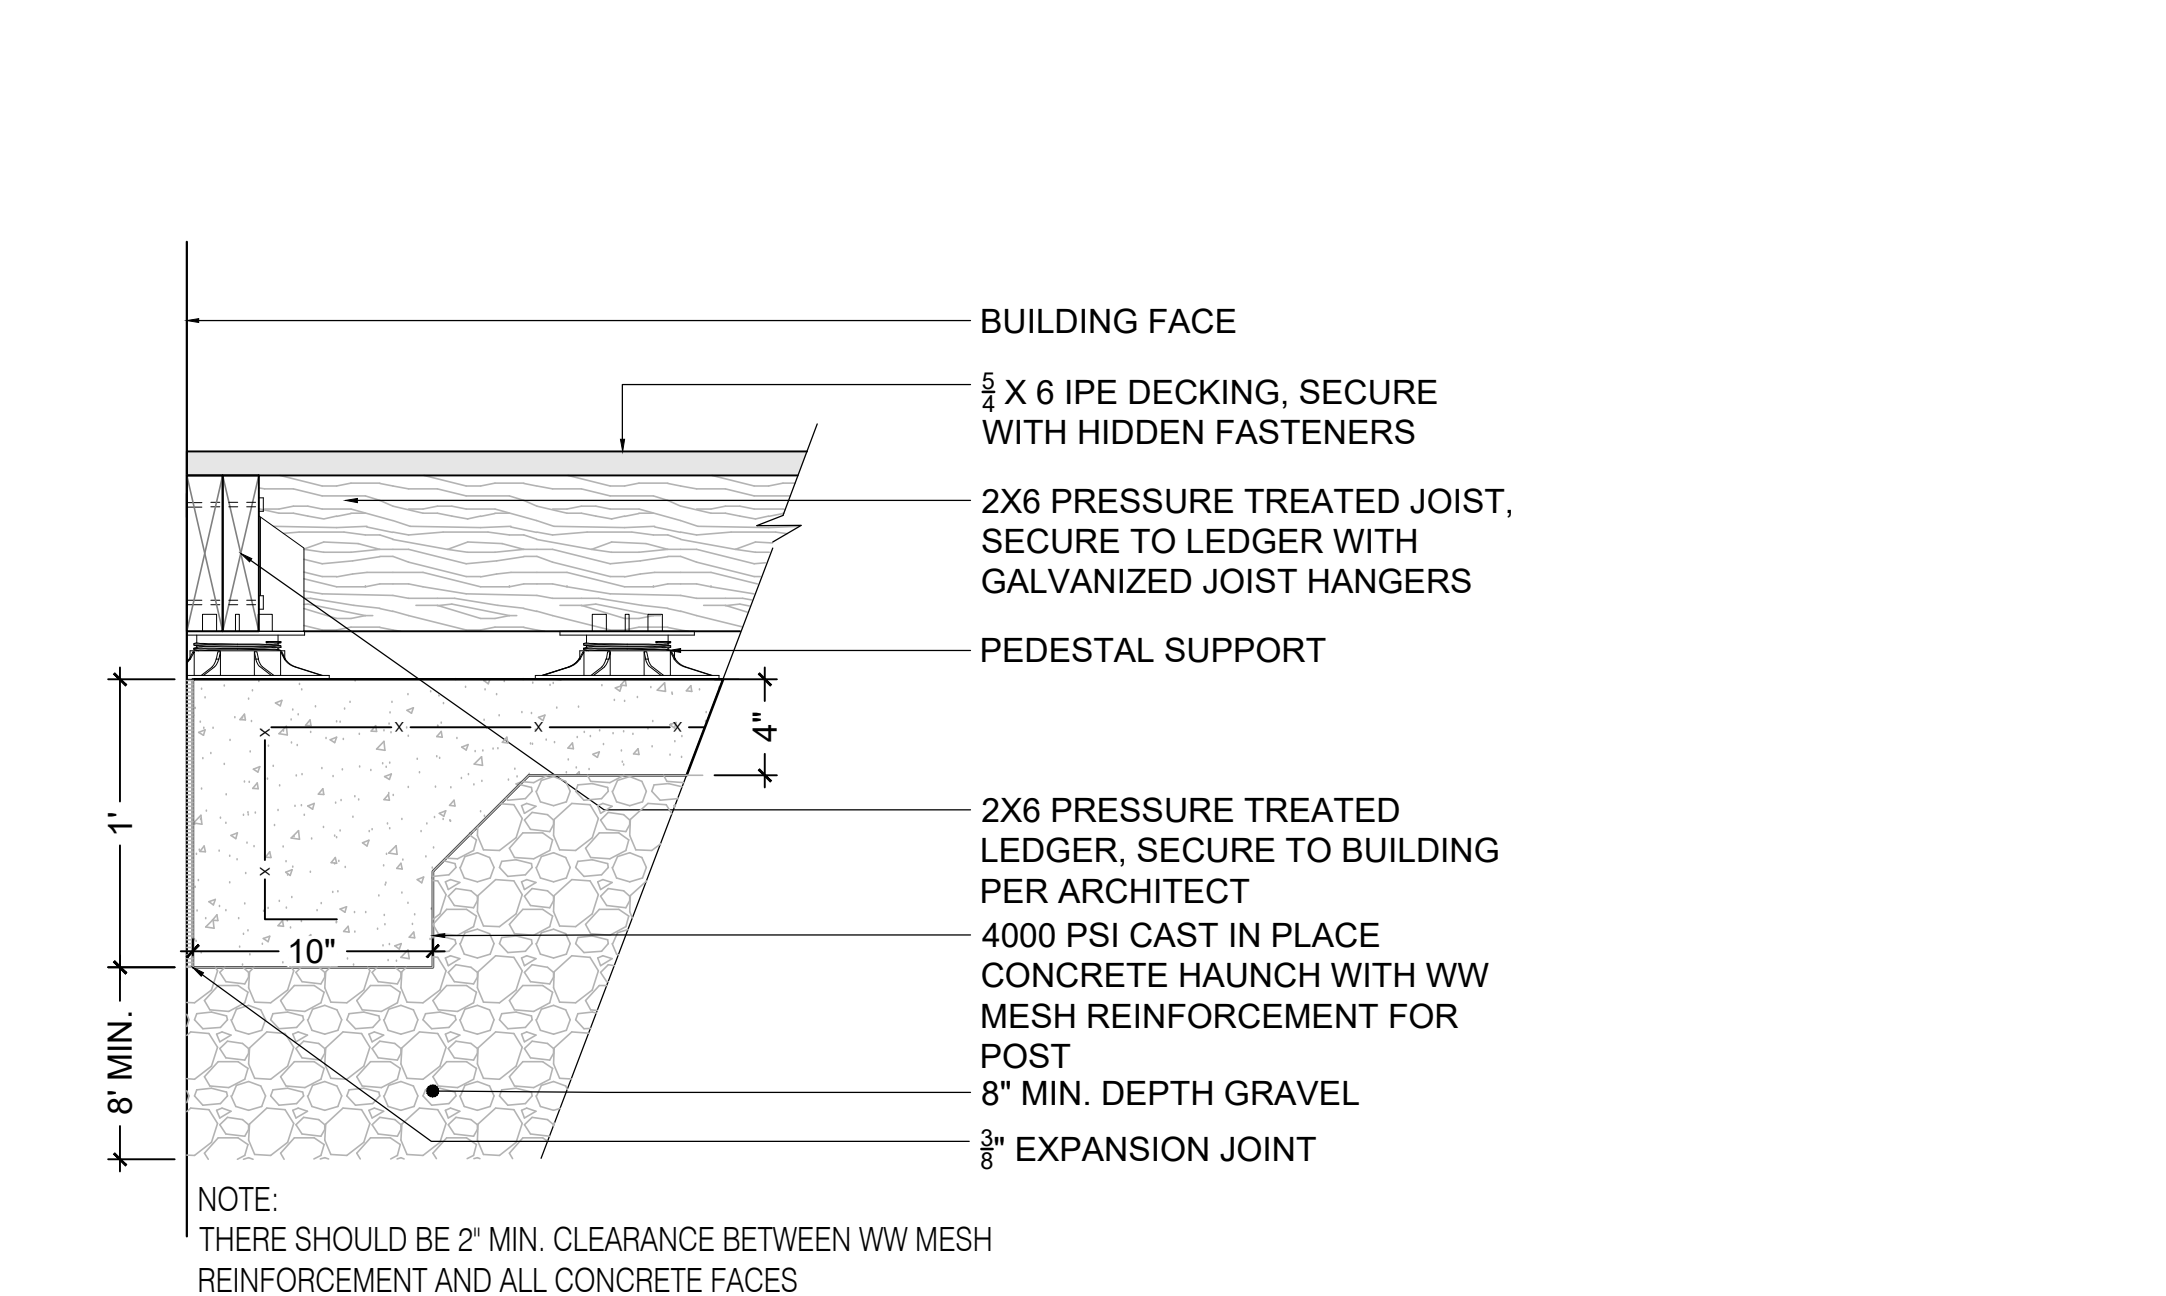 BUILDING FACE
5/4 X 6 IPE DECKING, SECURE
WITH HIDDEN FASTENERS
2X6 PRESSURE TREATED JOIST,
SECURE TO LEDGER WITH
GALVANIZED JOIST HANGERS
PEDESTAL SUPPORT
4"
1'
2X6 PRESSURE TREATED
LEDGER, SECURE TO BUILDING
PER ARCHITECT
4000 PSI CAST IN PLACE
CONCRETE HAUNCH WITH WW
MESH REINFORCEMENT FOR
POST
10"
8' MIN.
8" MIN. DEPTH GRAVEL
3/8" EXPANSION JOINT
NOTE:
THERE SHOULD BE 2" MIN. CLEARANCE BETWEEN WW MESH
REINFORCEMENT AND ALL CONCRETE FACES